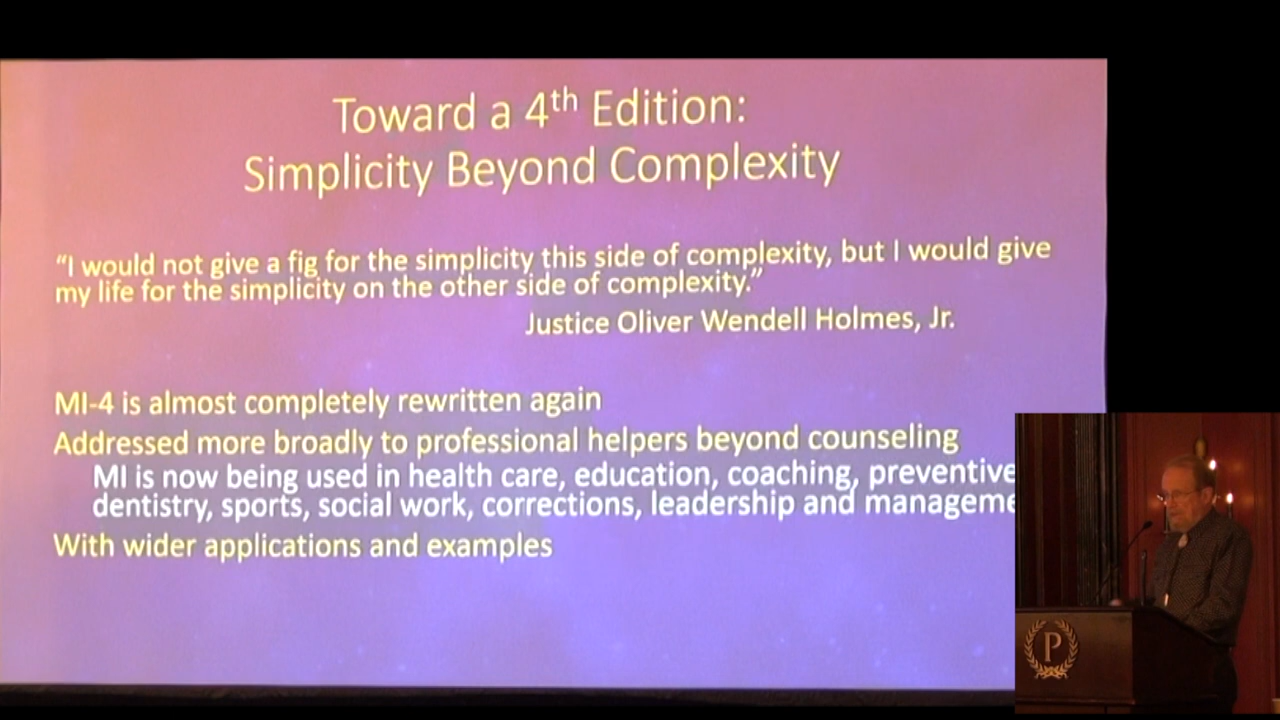 Toward a 4th Edition:
Simplicity Beyond Complexity
“I would not give a fig for the simplicity this side of complexity, but I would give
my life for the simplicity on the other side of complexity.”
Justice Oliver Wendell Holmes, Jr.
MI-4 is almost completely rewritten again
Addressed more broadly to professional helpers beyond counseling
MI is now being used in health care, education, coaching, preventive
dentistry, sports, social work, corrections, leadership and manageme
With wider applications and examples
P